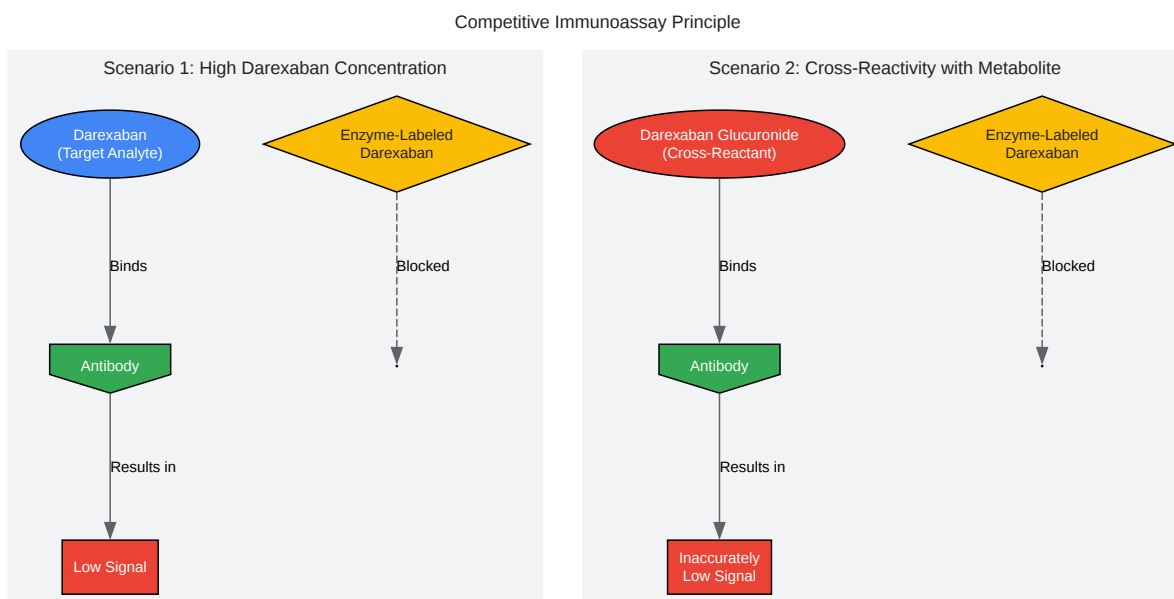 Competitive Immunoassay Principle
Scenario 1: High Darexaban Concentration
Darexaban
(Target Analyte)
Enzyme-Labeled
Darexaban
Binds
Blocked
Antibody
Results in
Low Signal
Scenario 2: Cross-Reactivity with Metabolite
Darexaban Glucuronide
(Cross-Reactant)
Enzyme-Labeled
Darexaban
Binds
Blocked
Antibody
Results in
Inaccurately
Low Signal